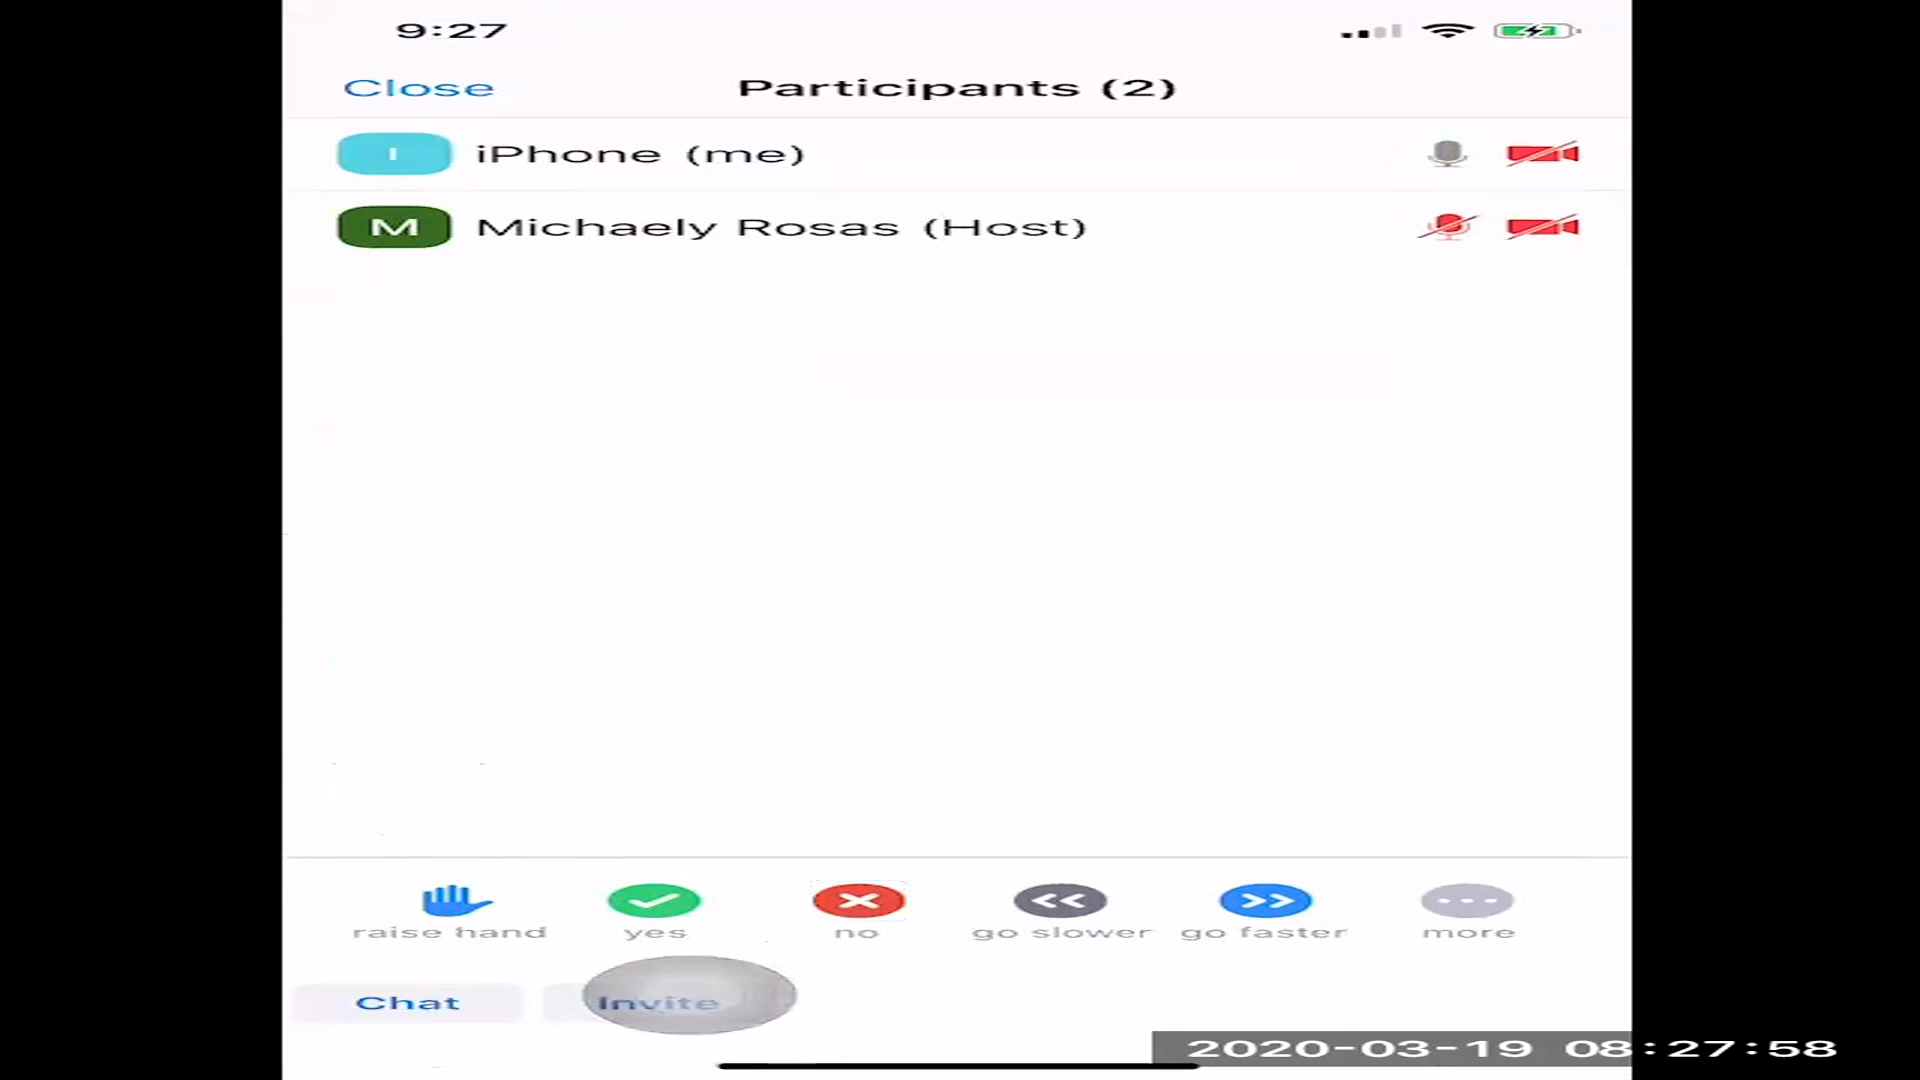 9:27
Close
Participants (2)
I
iPhone (me)
M
Michaely Rosas (Host)
raise hand
yes
no
go slower
go faster
more
Chat
Invite
2020-03-19 08:27:58